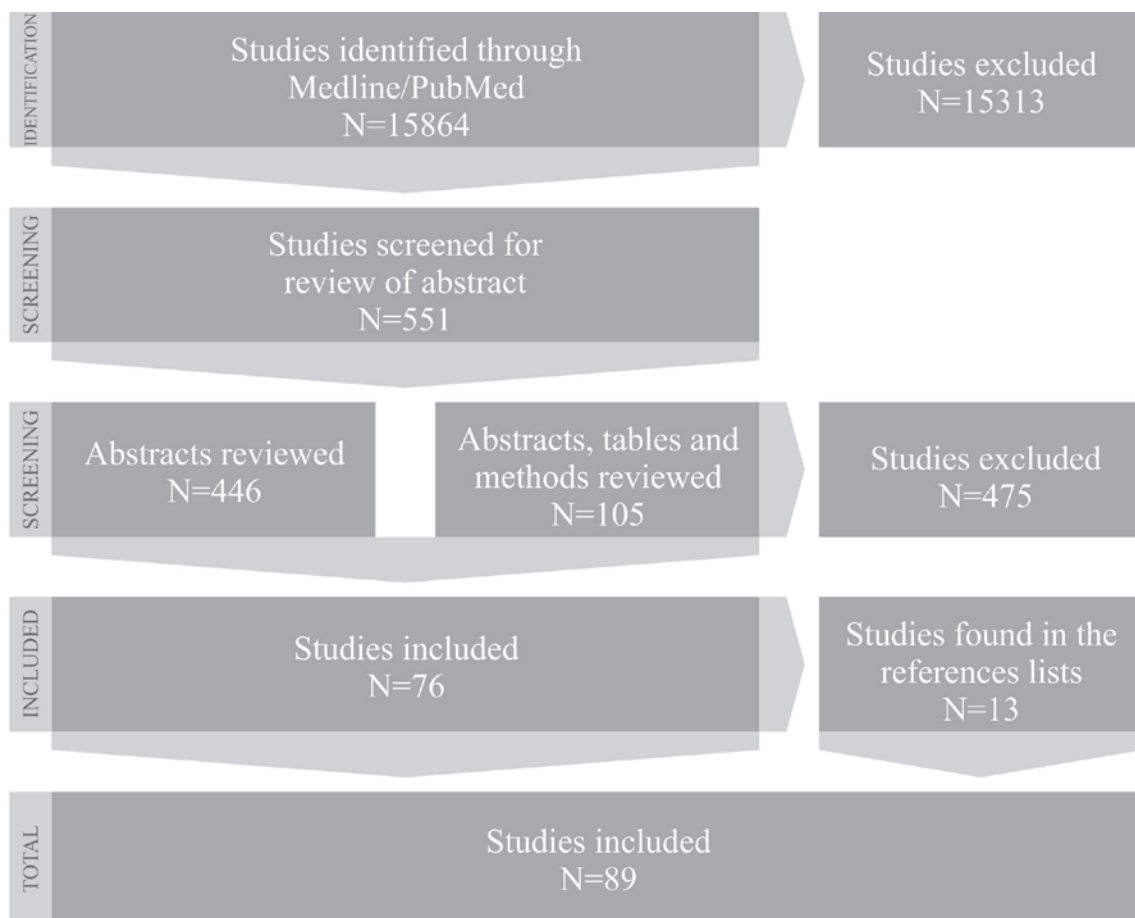 IDENTIFICATION
Studies identified through
Medline/PubMed
N=15864
Studies excluded
N=15313
SCREENING
Studies screened for
review of abstract
N=551
SCREENING
Abstracts reviewed
N=446
Abstracts, tables and
methods reviewed
N=105
Studies excluded
N=475
INCLUDED
Studies included
N=76
Studies found in the
references lists
N=13
TOTAL
Studies included
N=89